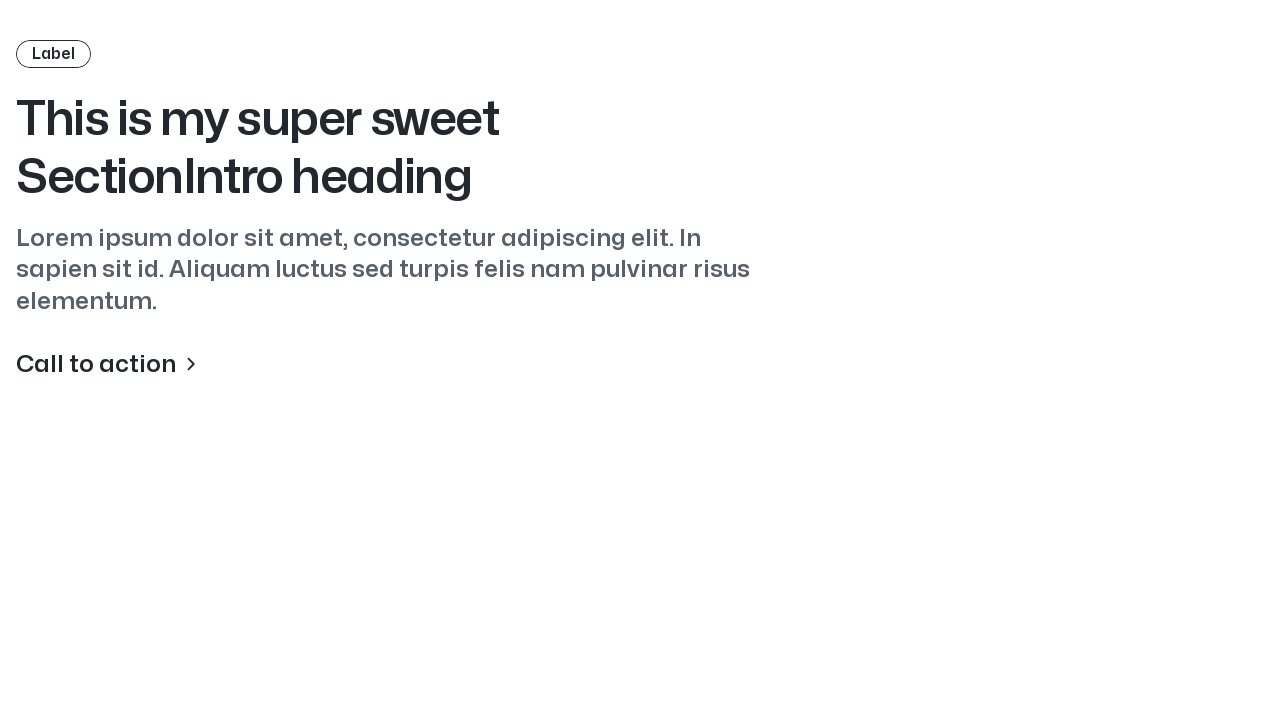 Label
This is my super sweet
SectionIntro heading
Lorem ipsum dolor sit amet, consectetur adipiscing elit. In
sapien sit id. Aliquam luctus sed turpis felis nam pulvinar risus
elementum.
Call to action